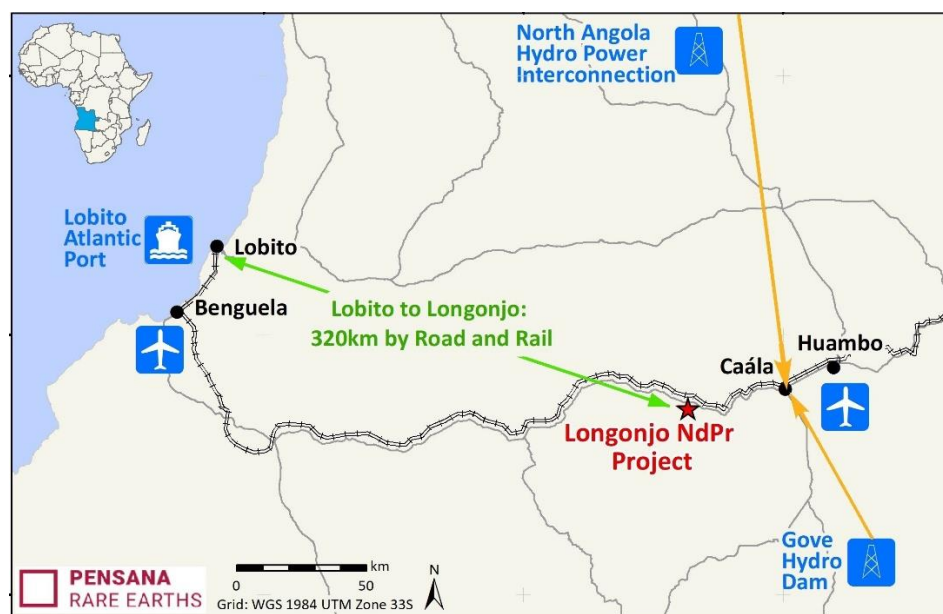 North Angola
Hydro Power
Interconnection
Lobito
Atlantic
Port
Lobito
Benguela
Lobito to Longonjo:
320km by Road and Rail
Huambo
Caála
Longonjo NdPr
Project
Gove
Hydro
Dam
PENSANA
RARE EARTHS
km
0 50
Grid: WGS 1984 UTM Zone 33S
N